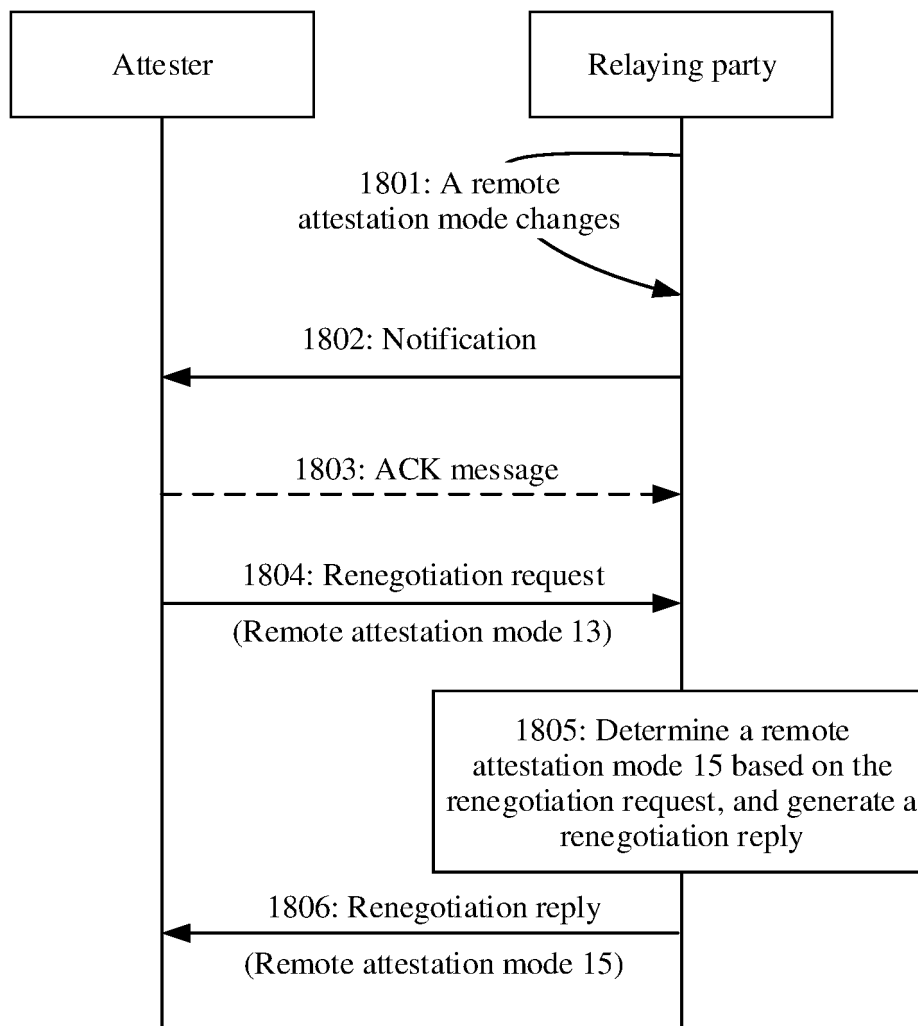 Attester
Relaying party
1801: A remote
attestation mode changes
1802: Notification
1803: ACK message
1804: Renegotiation request
(Remote attestation mode 13)
1805: Determine a remote
attestation mode 15 based on the
renegotiation request, and generate a
renegotiation reply
1806: Renegotiation reply
(Remote attestation mode 15)